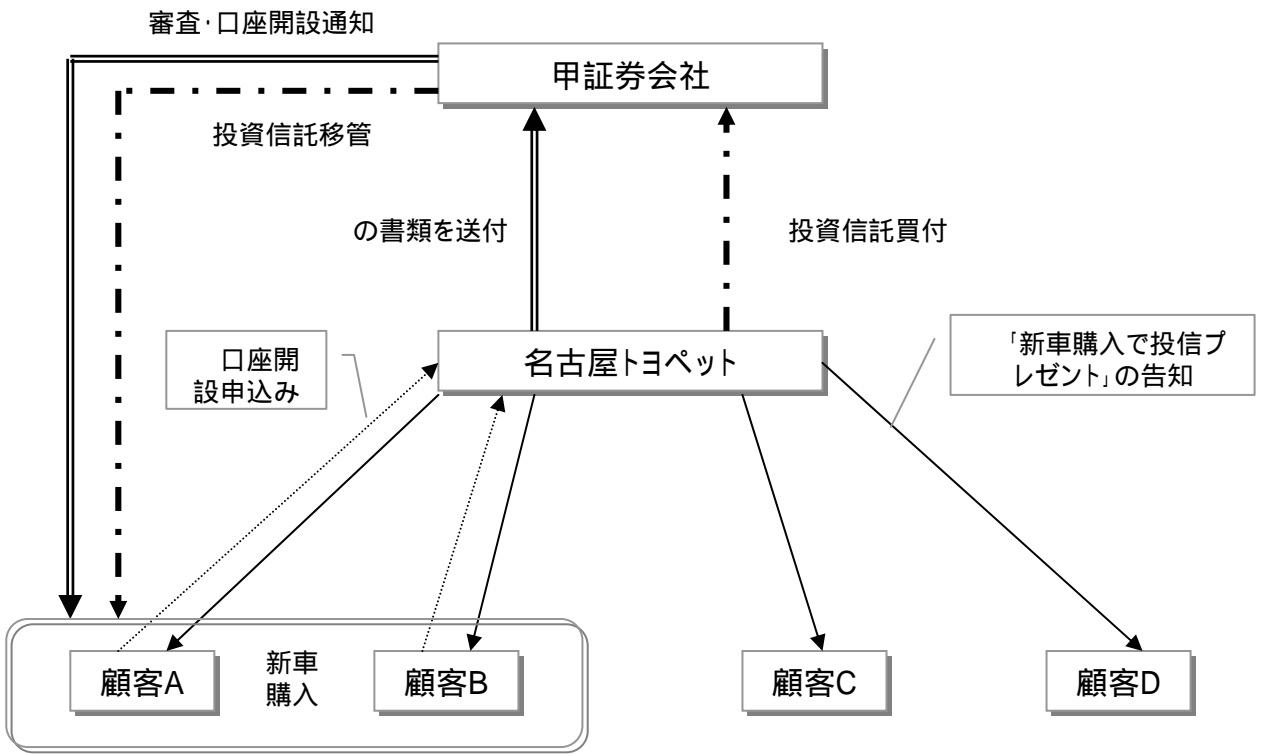 審査・口座開設通知
甲証券会社
投資信託移管
の書類を送付
投資信託買付
口座開
設申込み
名古屋トヨペット
「新車購入で投信プ
レゼント」の告知
顧客A
新車
購入
顧客B
顧客C
顧客D